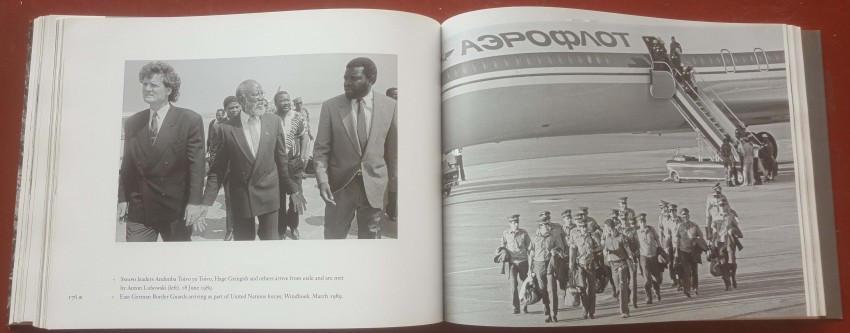 АЭРОФЛОТ
Swapo leaders Andimba Toivo ya Toivo, Hage Geingob and others arrive from exile and are met
by Anton Lubowski (left). 18 June 1989.
East German Border Guards arriving as part of United Nations forces, Windhoek. March 1989.
176